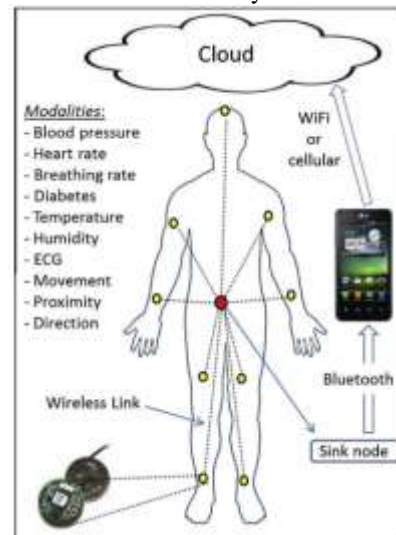 Cloud
Modalities:
- Blood pressure
- Heart rate
- Breathing rate
- Diabetes
- Temperature
- Humidity
- ECG
- Movement
- Proximity
- Direction
WiFi
or
cellular
Bluetooth
Wireless Link
Sink node